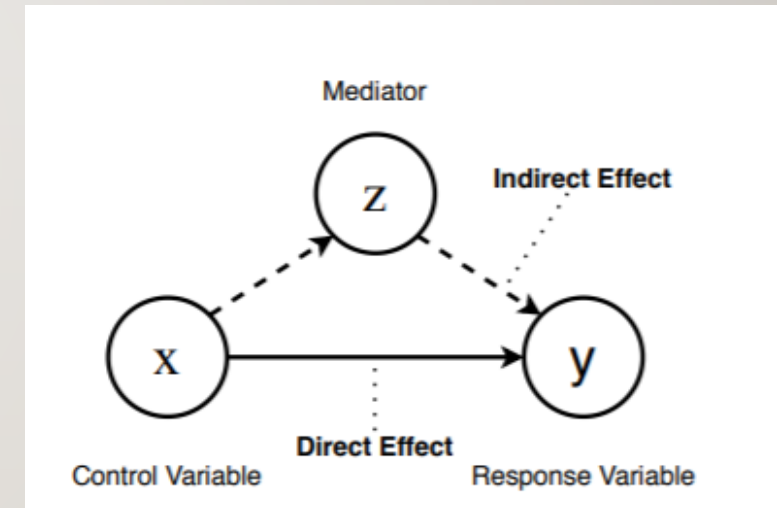 Mediator
z
Indirect Effect
x
y
Direct Effect
Control Variable
Response Variable